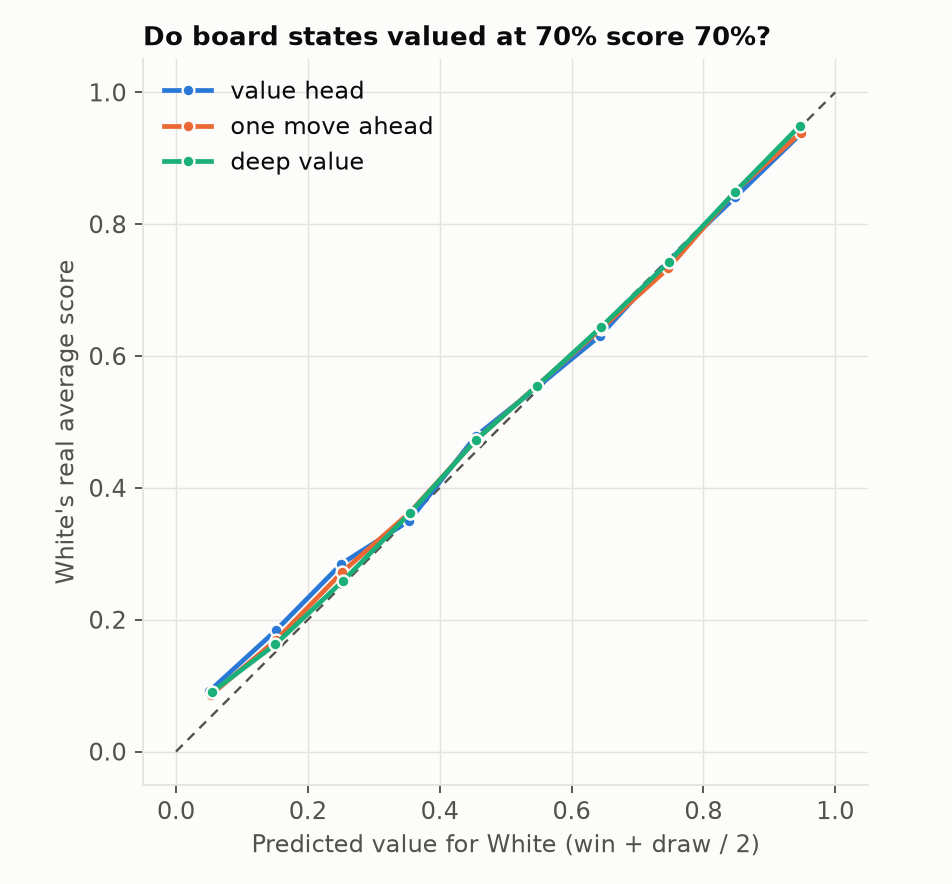 Do board states valued at 70% score 70%?
value head
one move ahead
deep value
White's real average score
1.0
0.8
0.6
0.4
0.2
0.0
0.0 0.2 0.4 0.6 0.8 1.0
Predicted value for White (win + draw / 2)